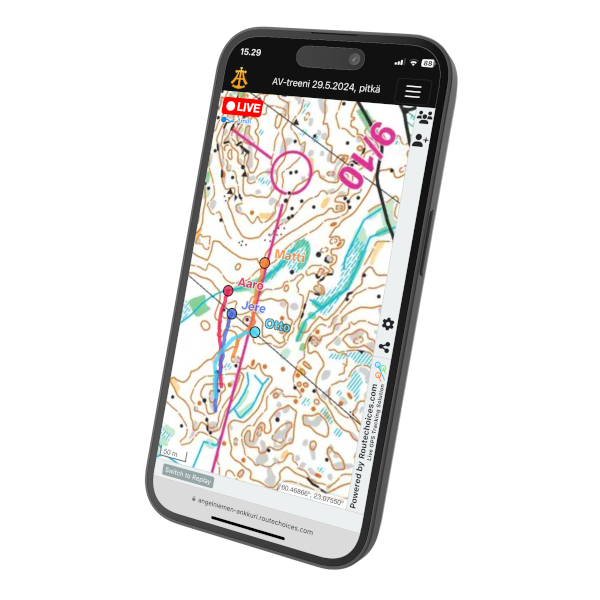 15.29
88
AV-treeni 29.5.2024, pitkä
LIVE
9/10
Matti
Aaro
Jere
Otto
50 m
Switch to Replay
60.46866°, 23.07550°
Powered by Routechoices.com
Live GPS Tracking Solution
angelniemen-ankkuri.routechoices.com